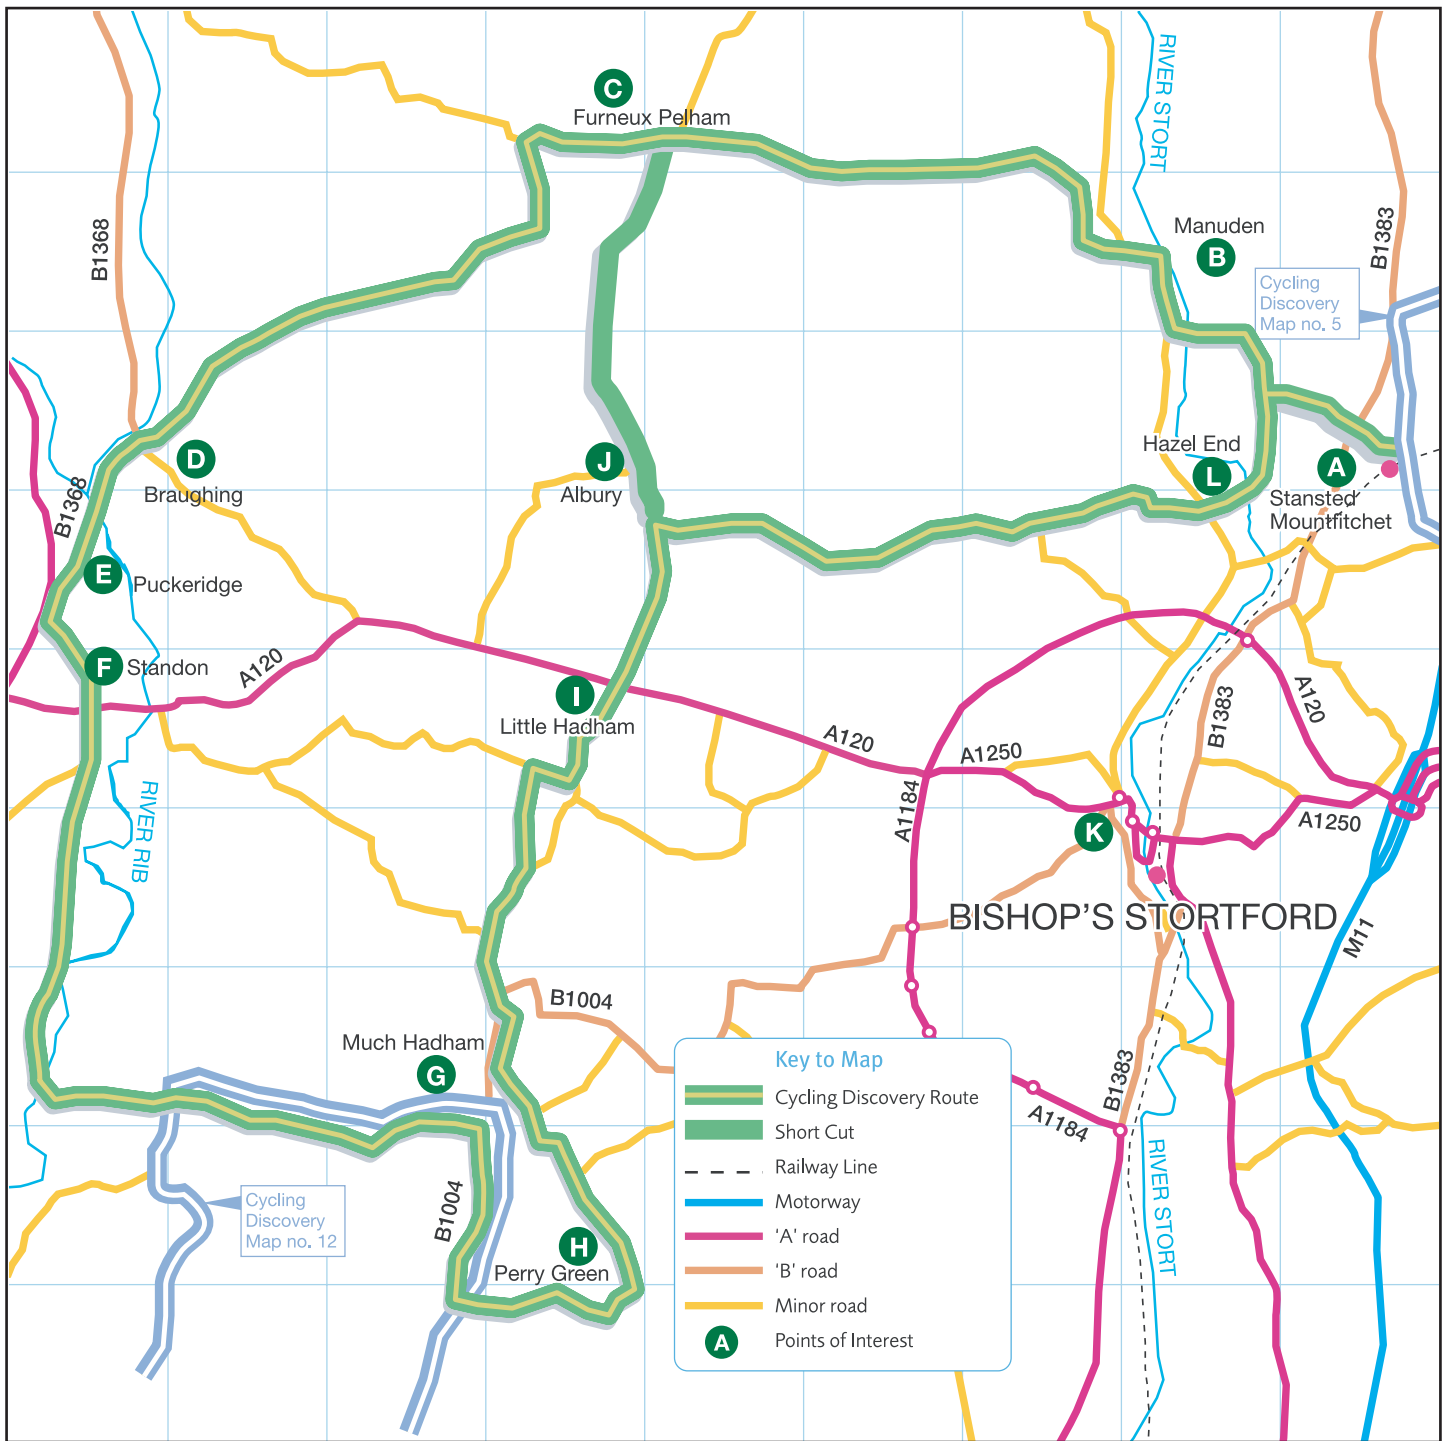 C
Furneux Pelham
RIVER STORT
B1368
Manuden
B
B1383
Cycling
Discovery
Map no. 5
D
Braughing
J
Albury
Hazel End
L
A
Stansted
Mountfitchet
B1368
E
Puckeridge
F
Standon
A120
I
Little Hadham
A120
A1250
B1383
A120
A1184
K
A1250
RIVER RIB
BISHOP'S STORTFORD
M11
B1004
Much Hadham
G
B1383
A1184
RIVER STORT
Cycling
Discovery
Map no. 12
B1004
H
Perry Green
Key to Map
Cycling Discovery Route
Short Cut
Railway Line
Motorway
'A' road
'B' road
Minor road
A
Points of Interest